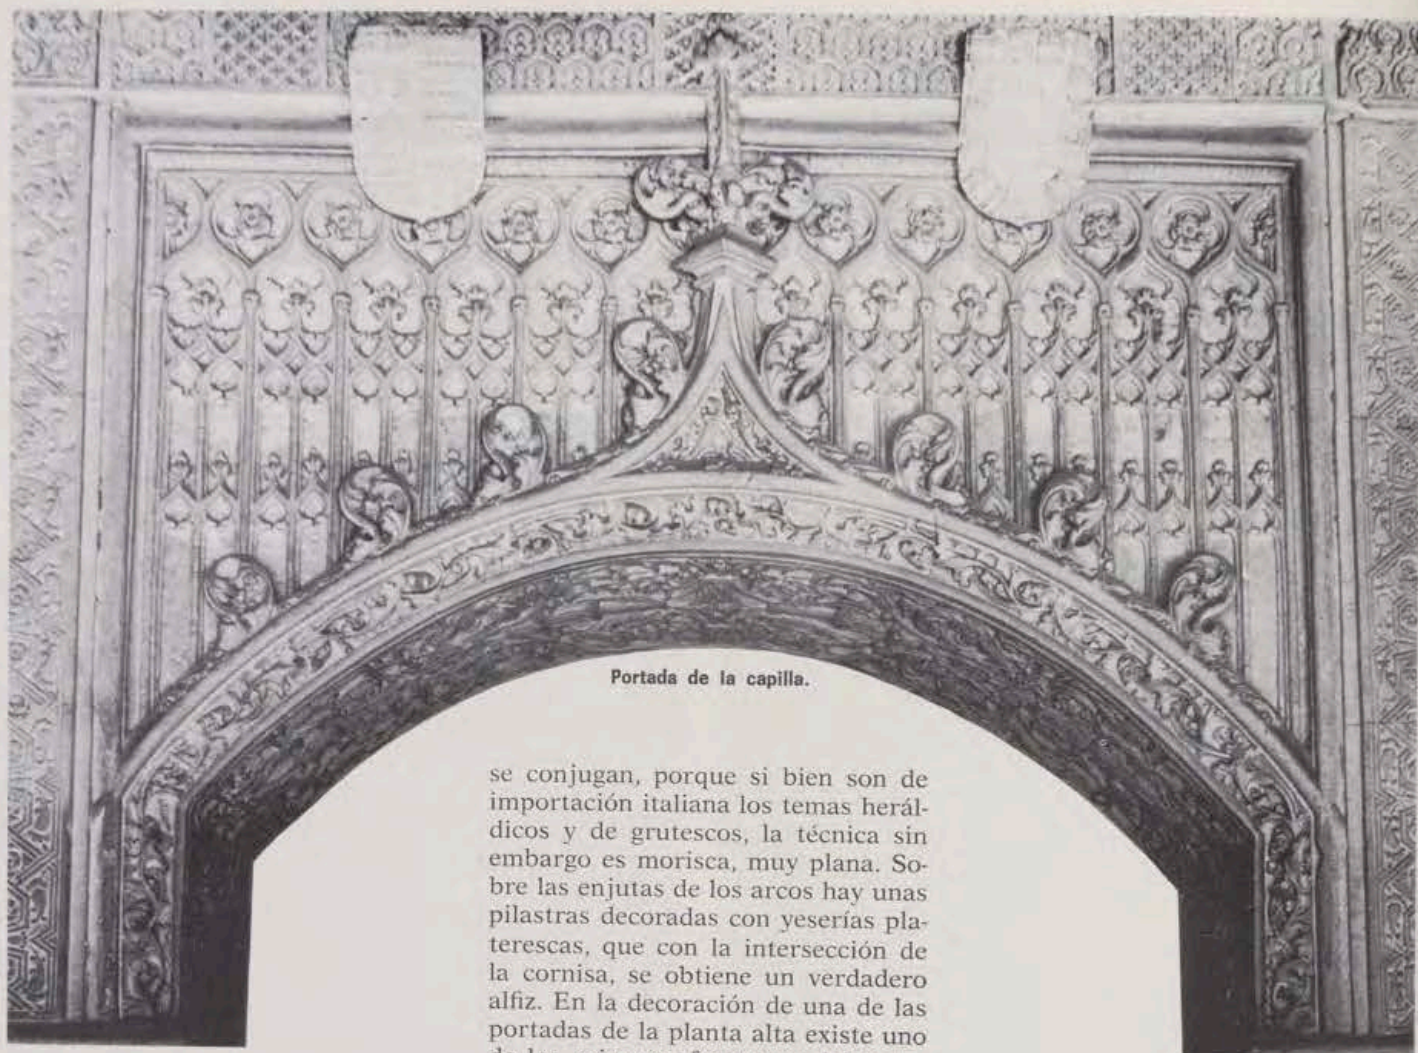 Portada de la capilla.
se conjugan, porque si bien son de
importación italiana los temas herál-
dicos y de grutescos, la técnica sin
embargo es morisca, muy plana. So-
bre las enjutas de los arcos hay unas
pilastras decoradas con yeserías pla-
terescas, que con la intersección de
la cornisa, se obtiene un verdadero
alfiz. En la decoración de una de las
portadas de la planta alta existe uno